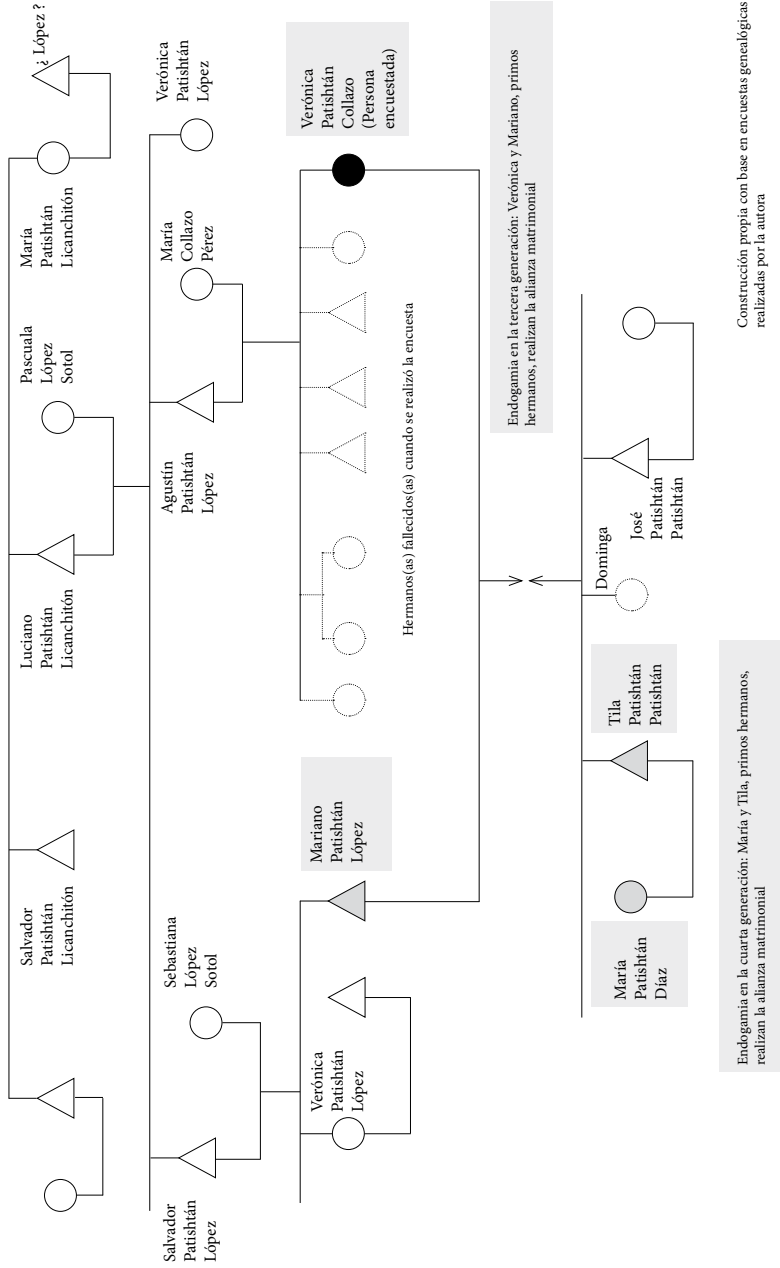 Salvador
Patishtán
Licanchitón
Luciano
Patishtán
Licanchitón
Pascuala
López
Sotol
María
Patishtán
Licanchitón
¿ López ?
Salvador
Patishtán
López
Sebastiana
López
Sotol
Agustín
Patishtán
López
María
Collazo
Pérez
Verónica
Patishtán
López
Verónica
Patishtán
López
Mariano
Patishtán
López
Hermanos(as) fallecidos(as) cuando se realizó la encuesta
Verónica
Patishtán
Collazo
(Persona
encuestada)
Endogamia en la tercera generación: Verónica y Mariano, primos
hermanos, realizan la alianza matrimonial
María
Patishtán
Díaz
Tila
Patishtán
Patishtán
Dominga
José
Patishtán
Patishtán
Endogamia en la cuarta generación: María y Tila, primos hermanos,
realizan la alianza matrimonial
Construcción propia con base en encuestas genealógicas
realizadas por la autora